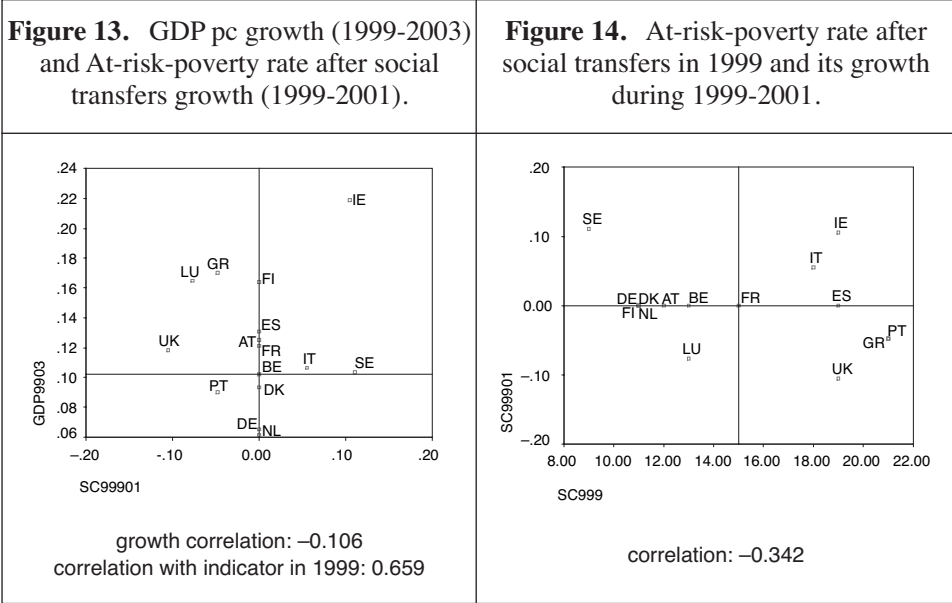 Figure 13. GDP pc growth (1999-2003)
and At-risk-poverty rate after social
transfers growth (1999-2001).
Figure 14. At-risk-poverty rate after
social transfers in 1999 and its growth
during 1999-2001.
.24
.22
.20
.18
.16
.14
.12
.10
.08
.06
GDP9903
IE
GR
LU
FI
ES
AT
UK
FR
IT
SE
BE
PT
DK
DE
NL
–.20
-.10
0.00
.10
.20
SC99901
growth correlation: –0.106
correlation with indicator in 1999: 0.659
.20
.10
0.00
-.10
–.20
SC99901
SE
IE
IT
DE DK AT BE FR ES
FI NL
PT
GR
LU
UK
8.00 10.00 12.00 14.00 16.00 18.00 20.00 22.00
SC999
correlation: –0.342